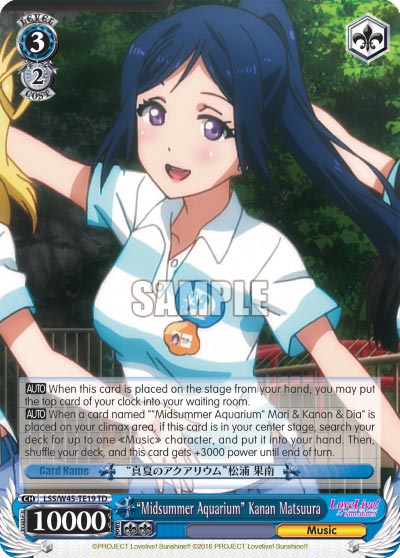 LEVEL
3
2
COST
SAMPLE
AUTO When this card is placed on the stage from your hand, you may put
the top card of your clock into your waiting room.
AUTO When a card named ""Midsummer Aquarium" Mari & Kanan & Dia" is
placed on your climax area, if this card is in your center stage, search your
deck for up to one «Music» character, and put it into your hand. Then,
shuffle your deck, and this card gets +3000 power until end of turn.
Card Name
"真夏のアクアリウム"松浦 果南
CH LSS/W45-TE19 TD
"Midsummer Aquarium" Kanan Matsuura
LoveLive!
Sunshine!!
POWER
10000
SOUL
Music
©PROJECT Lovelive! Sunshine!! ©2016 PROJECT Lovelive! Sunshine!!